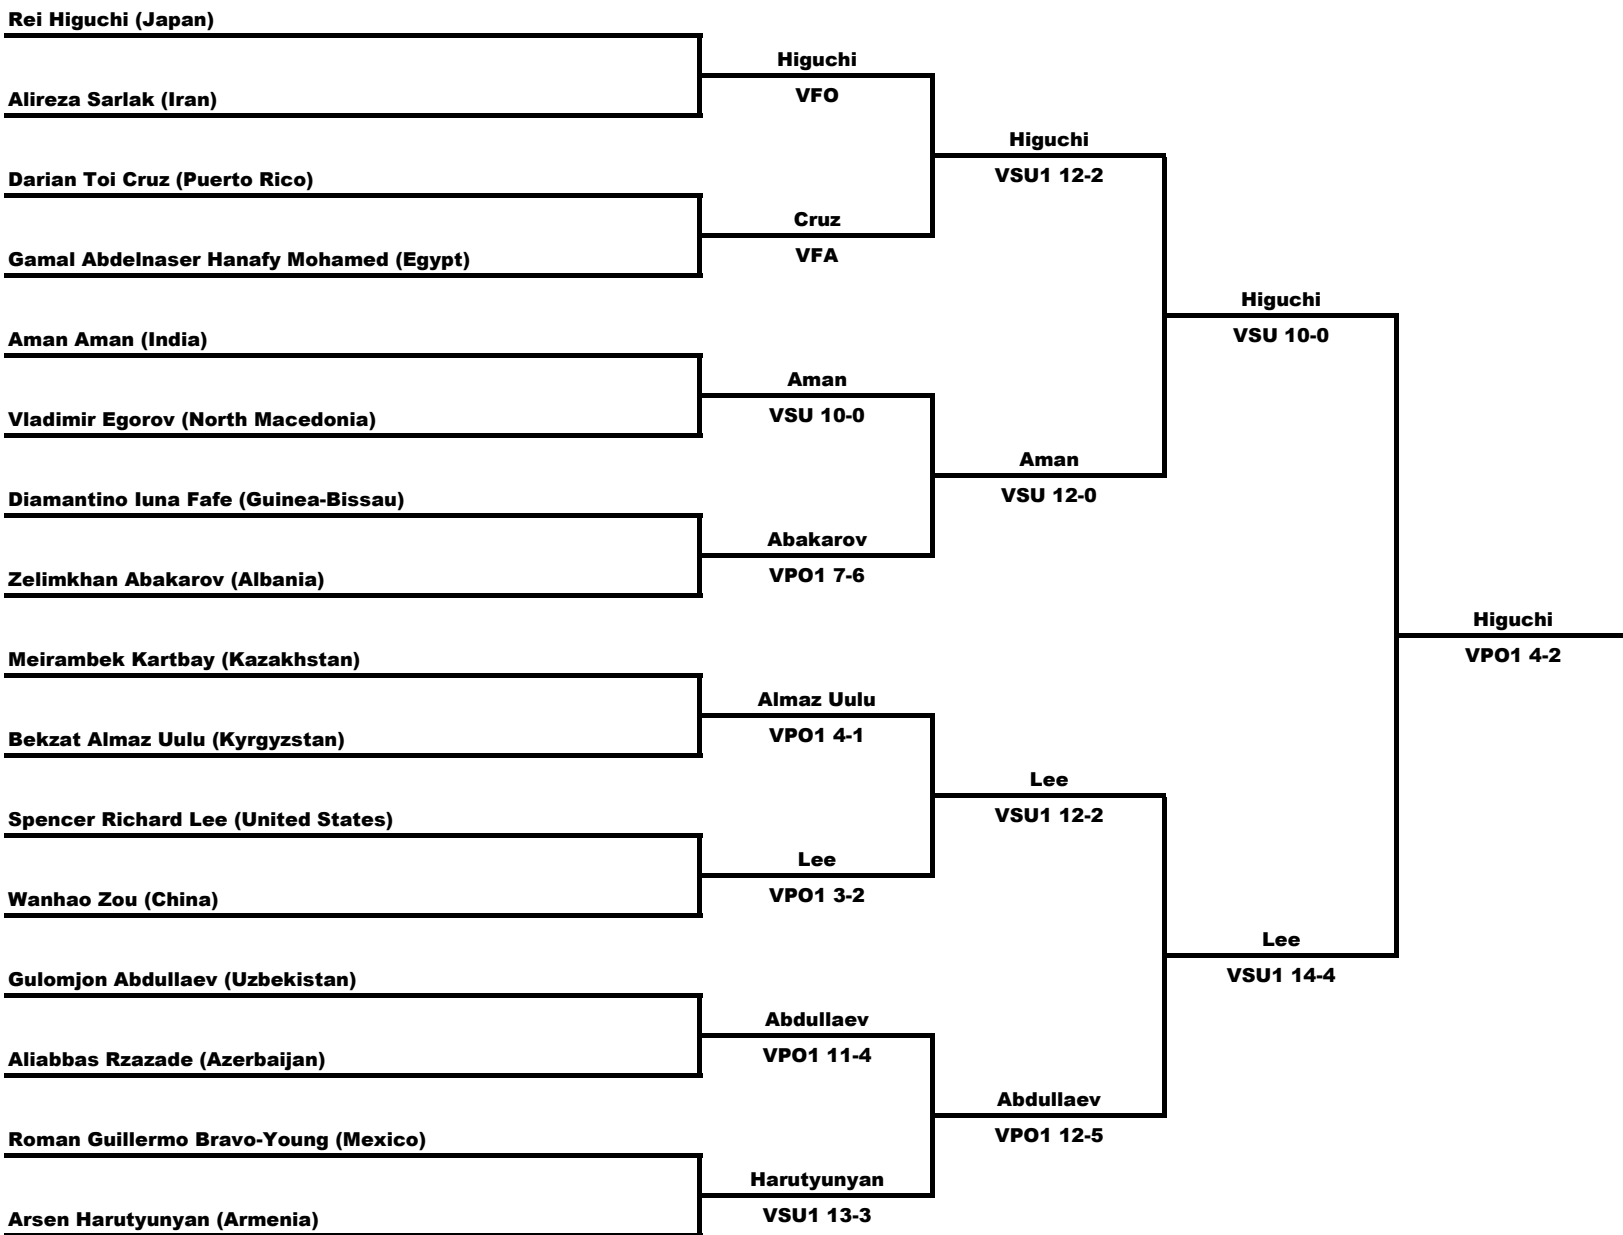 Rei Higuchi (Japan)
Alireza Sarlak (Iran)
Darian Toi Cruz (Puerto Rico)
Gamal Abdelnaser Hanafy Mohamed (Egypt)
Aman Aman (India)
Vladimir Egorov (North Macedonia)
Diamantino Iuna Fafe (Guinea-Bissau)
Zelimkhan Abakarov (Albania)
Meirambek Kartbay (Kazakhstan)
Bekzat Almaz Uulu (Kyrgyzstan)
Spencer Richard Lee (United States)
Wanhao Zou (China)
Gulomjon Abdullaev (Uzbekistan)
Aliabbas Rzazade (Azerbaijan)
Roman Guillermo Bravo-Young (Mexico)
Arsen Harutyunyan (Armenia)
Higuchi
VFO
Cruz
VFA
Aman
VSU 10-0
Abakarov
VPO1 7-6
Almaz Uulu
VPO1 4-1
Lee
VPO1 3-2
Abdullaev
VPO1 11-4
Harutyunyan
VSU1 13-3
Higuchi
VSU1 12-2
Aman
VSU 12-0
Lee
VSU1 12-2
Abdullaev
VPO1 12-5
Higuchi
VSU 10-0
Lee
VSU1 14-4
Higuchi
VPO1 4-2